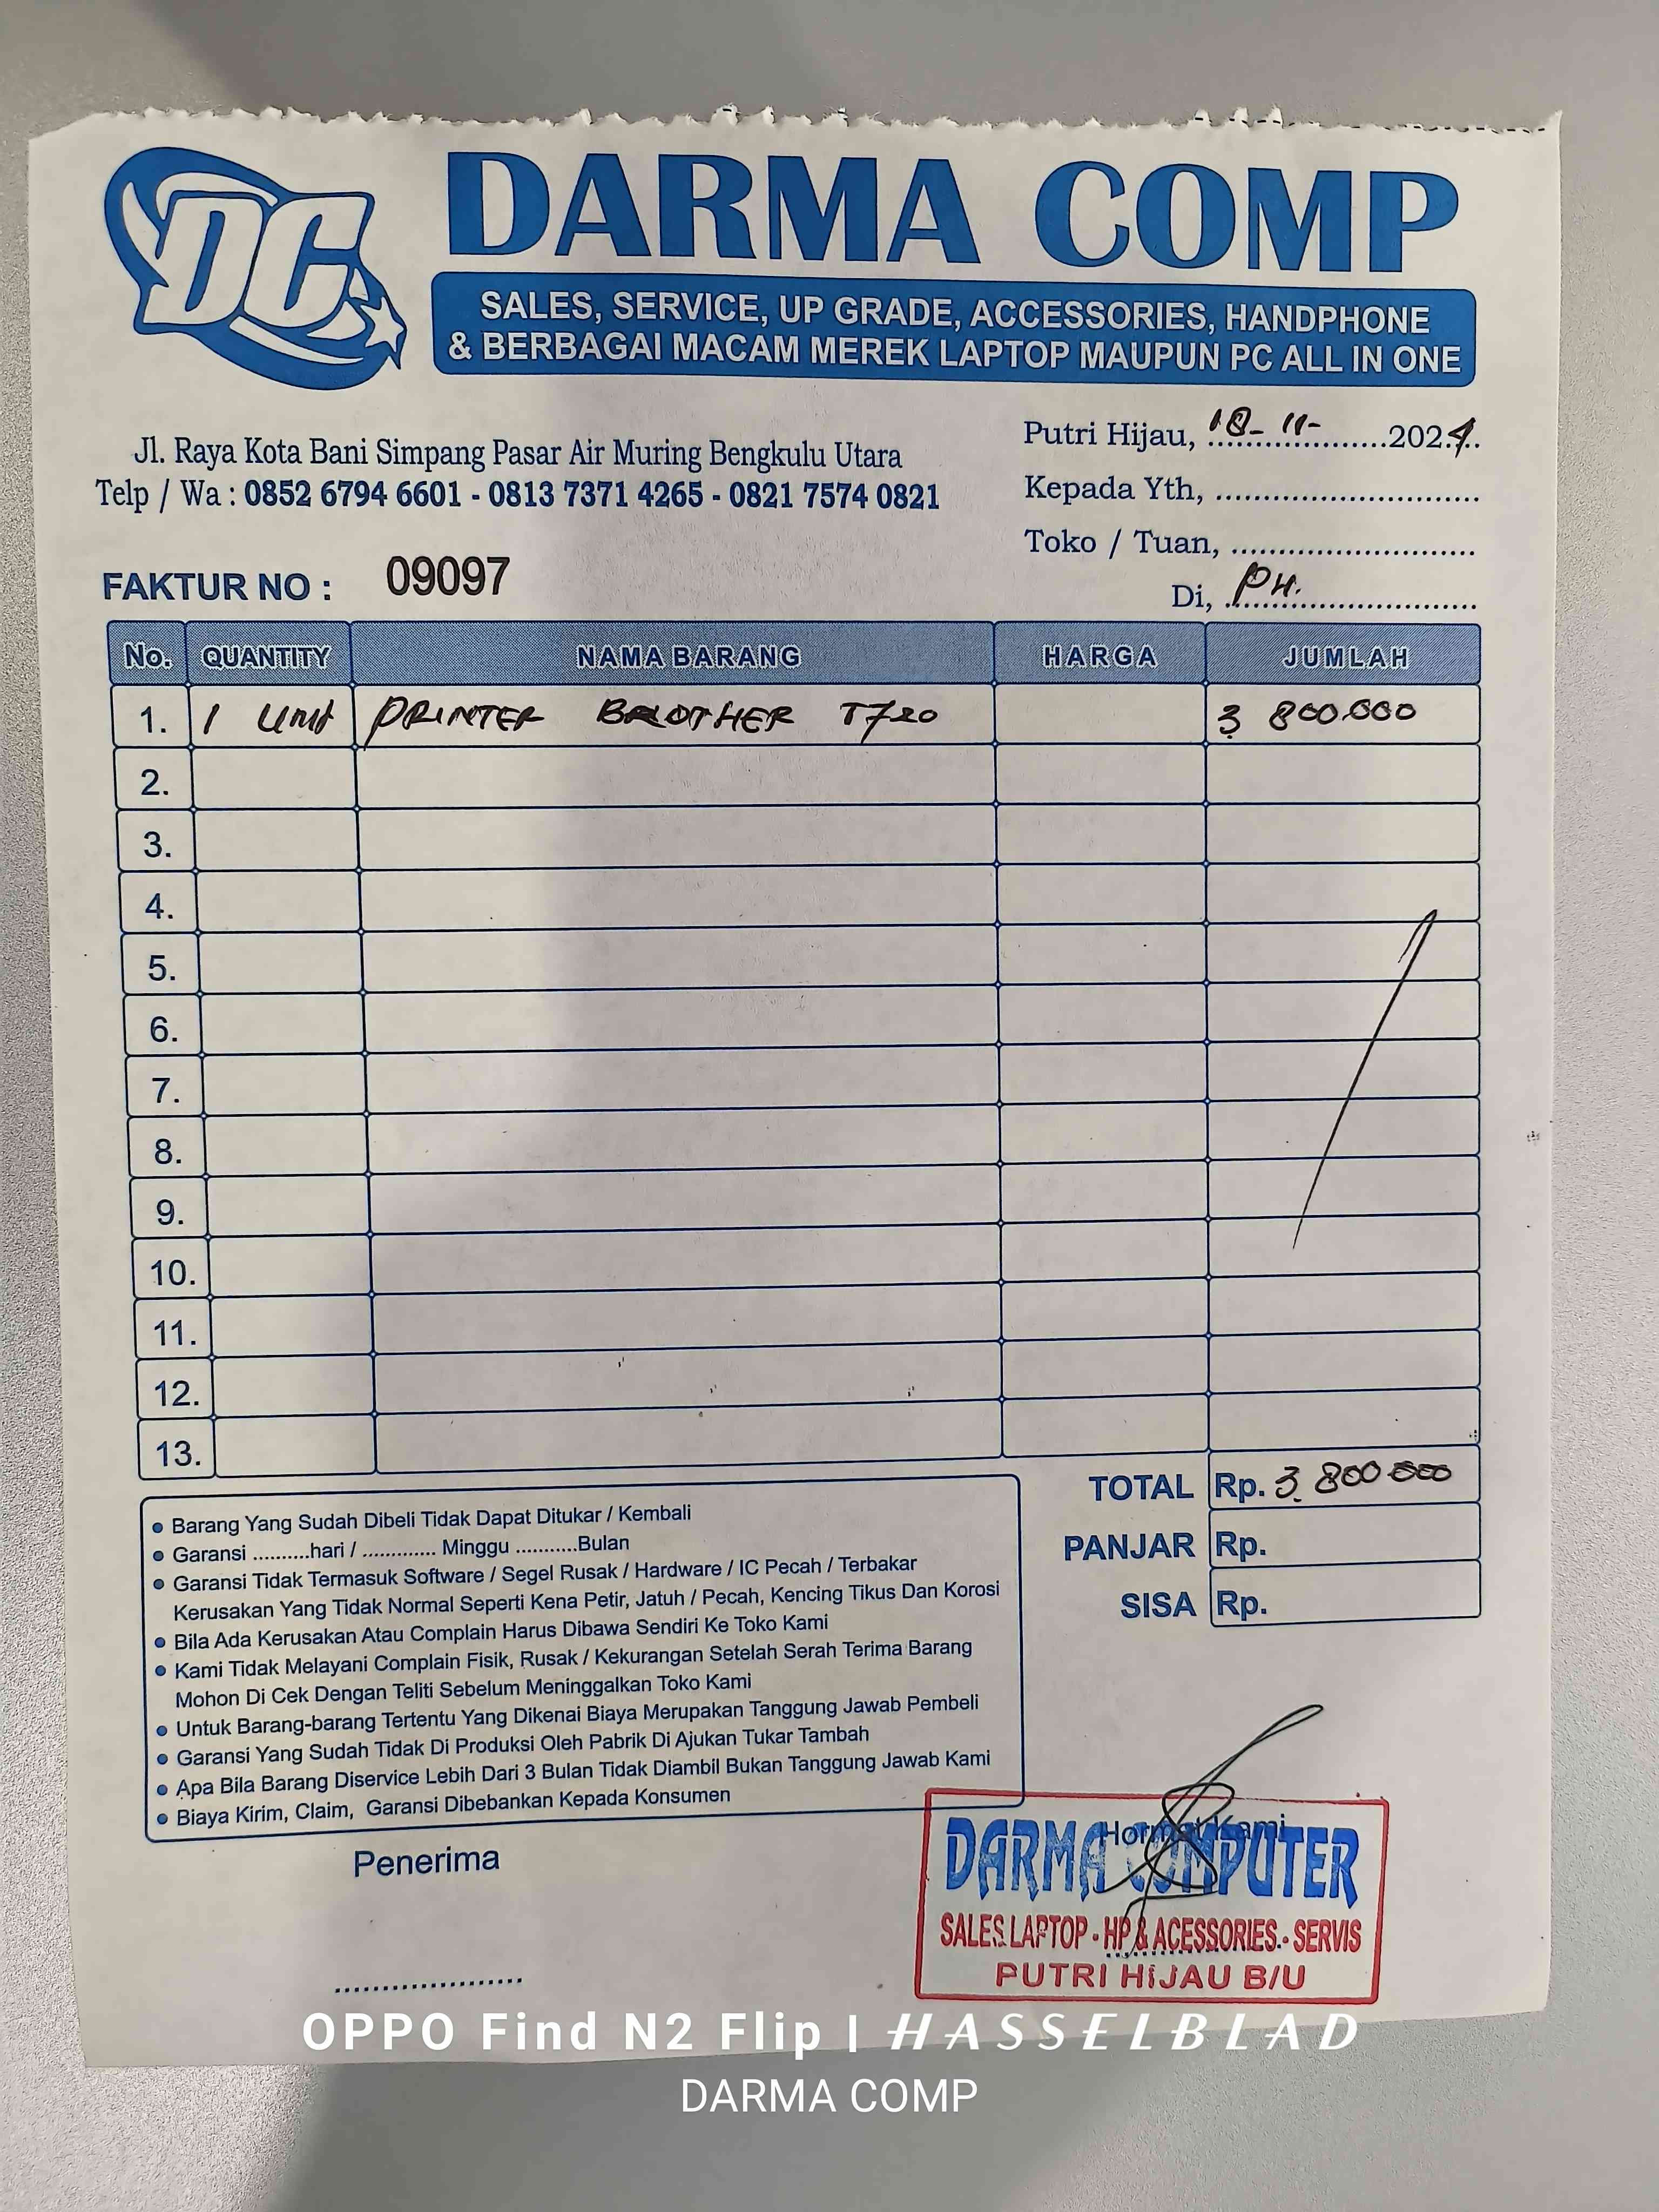 DC
DARMA COMP
SALES, SERVICE, UP GRADE, ACCESSORIES, HANDPHONE
& BERBAGAI MACAM MEREK LAPTOP MAUPUN PC ALL IN ONE
Jl. Raya Kota Bani Simpang Pasar Air Muring Bengkulu Utara
Telp / Wa : 0852 6794 6601 - 0813 7371 4265 - 0821 7574 0821
Putri Hijau, 18-11-2024
Kepada Yth, ..........................
Toko / Tuan, ........................
FAKTUR NO : 09097
Di, PH.
No. QUANTITY NAMA BARANG HARGA JUMLAH
1. 1 Unit PRINTER BROTHER T720 3.800.000
2.
3.
4.
5.
6.
7.
8.
9.
10.
11.
12.
13.
TOTAL Rp. 3.800.000
PANJAR Rp.
SISA Rp.
• Barang Yang Sudah Dibeli Tidak Dapat Ditukar / Kembali
• Garansi ..........hari / ............. Minggu ...........Bulan
• Garansi Tidak Termasuk Software / Segel Rusak / Hardware / IC Pecah / Terbakar
Kerusakan Yang Tidak Normal Seperti Kena Petir, Jatuh / Pecah, Kencing Tikus Dan Korosi
• Bila Ada Kerusakan Atau Complain Harus Dibawa Sendiri Ke Toko Kami
• Kami Tidak Melayani Complain Fisik, Rusak / Kekurangan Setelah Serah Terima Barang
Mohon Di Cek Dengan Teliti Sebelum Meninggalkan Toko Kami
• Untuk Barang-barang Tertentu Yang Dikenai Biaya Merupakan Tanggung Jawab Pembeli
• Garansi Yang Sudah Tidak Di Produksi Oleh Pabrik Di Ajukan Tukar Tambah
• Apa Bila Barang Diservice Lebih Dari 3 Bulan Tidak Diambil Bukan Tanggung Jawab Kami
• Biaya Kirim, Claim, Garansi Dibebankan Kepada Konsumen
Penerima
Hormat Kami
DARMA COMPUTER
SALES LAPTOP - HP & ACESSORIES - SERVIS
PUTRI HIJAU B/U
OPPO Find N2 Flip | HASSELBLAD
DARMA COMP